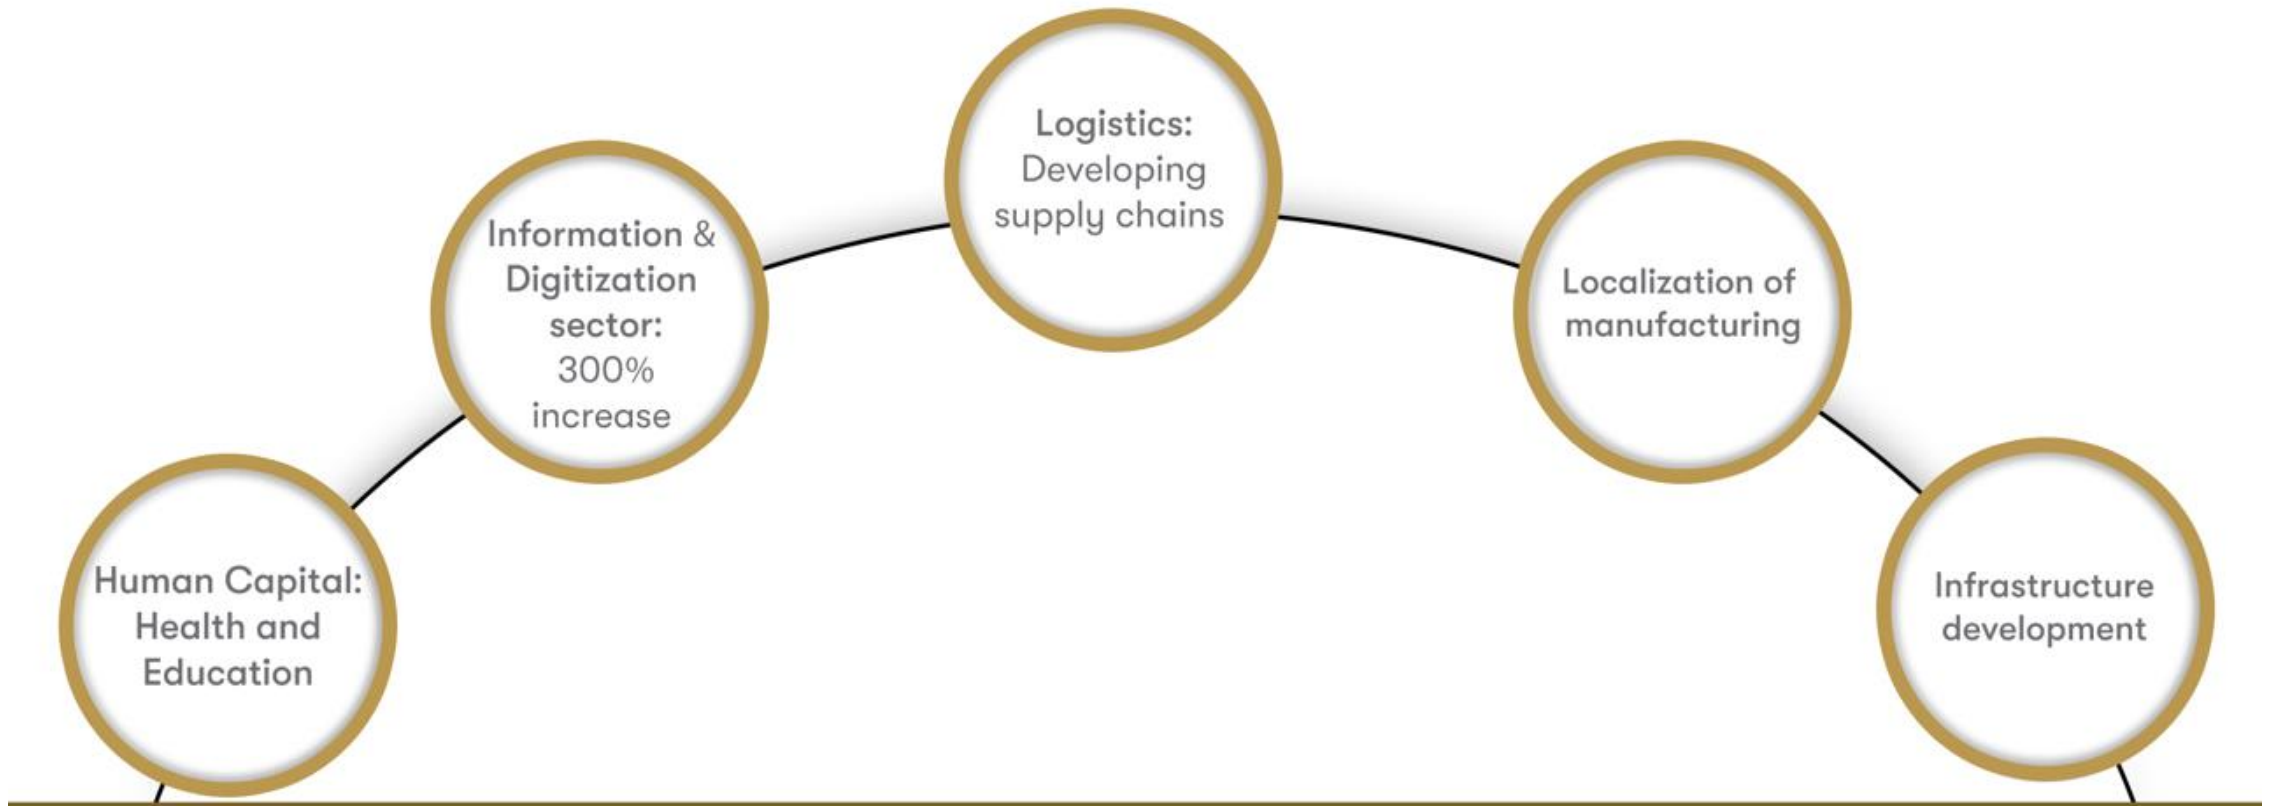 Logistics:
Developing
supply chains
Information &
Digitization
sector:
300%
increase
Localization of
manufacturing
Human Capital:
Health and
Education
Infrastructure
development